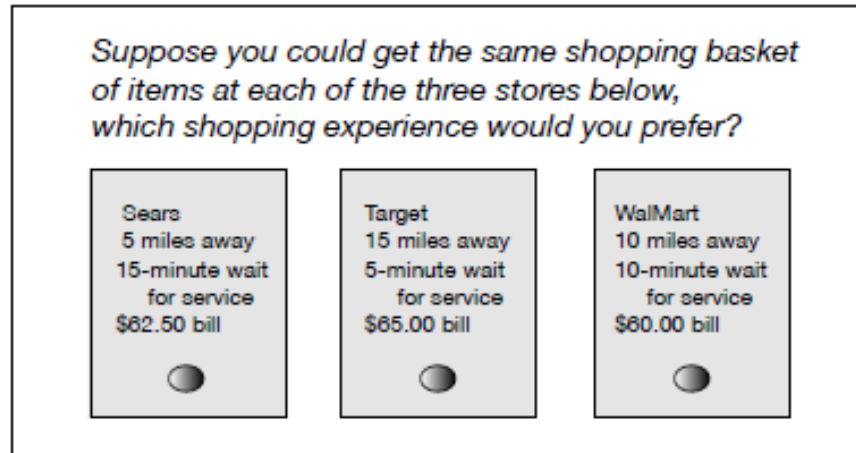 Suppose you could get the same shopping basket
of items at each of the three stores below,
which shopping experience would you prefer?
Sears
5 miles away
15-minute wait
for service
$62.50 bill
Target
15 miles away
5-minute wait
for service
$65.00 bill
WalMart
10 miles away
10-minute wait
for service
$60.00 bill